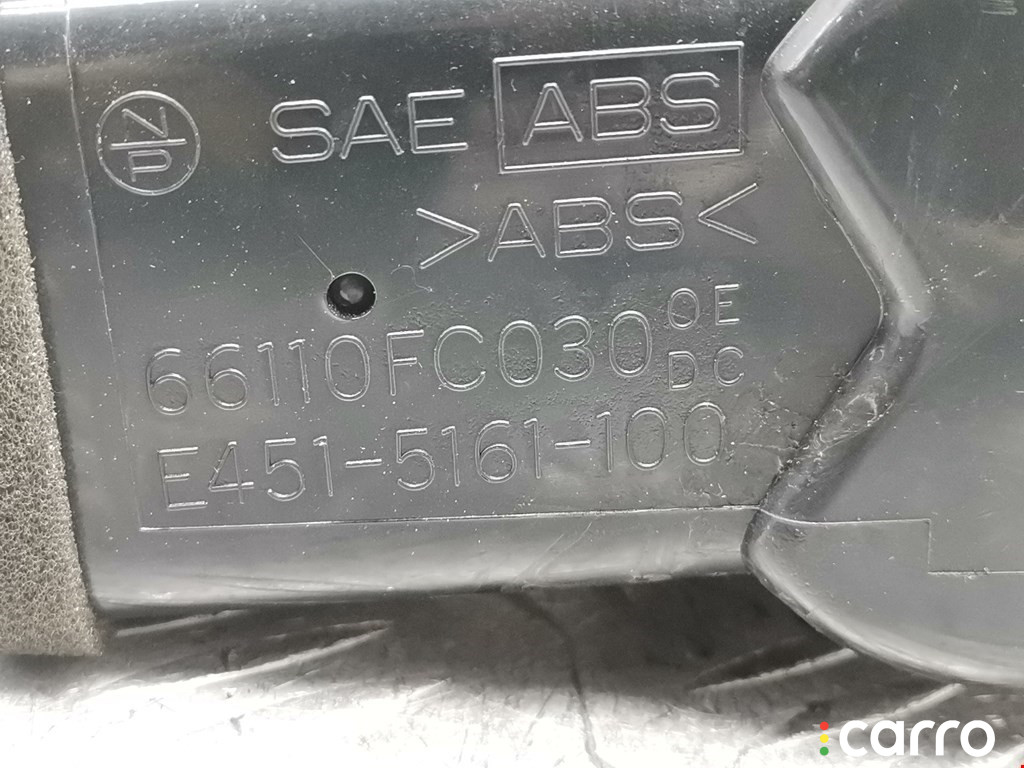 N
P
SAE ABS
>ABS<
66110FC030 OE
DC
E451-5161-100
carro